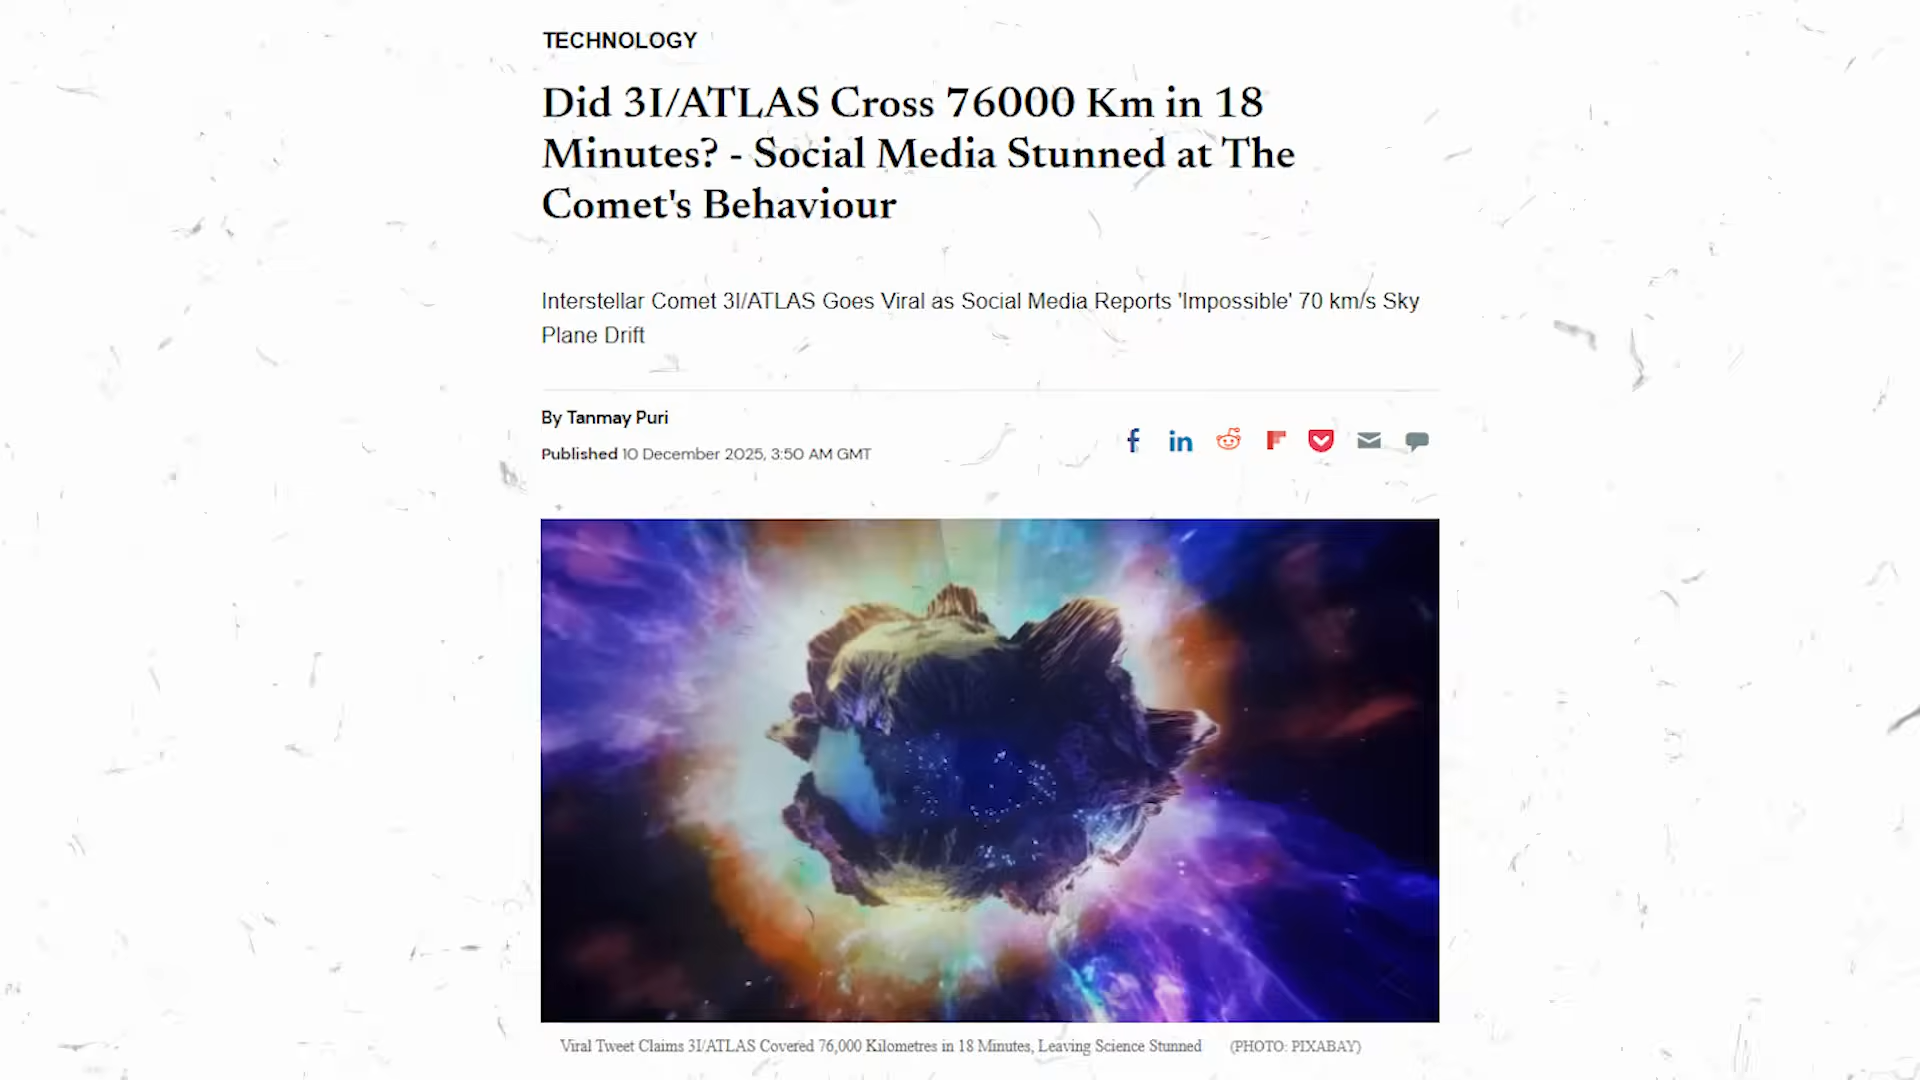 TECHNOLOGY
Did 3I/ATLAS Cross 76000 Km in 18
Minutes? - Social Media Stunned at The
Comet's Behaviour
Interstellar Comet 3I/ATLAS Goes Viral as Social Media Reports 'Impossible' 70 km/s Sky
Plane Drift
By Tanmay Puri
Published 10 December 2025, 3:50 AM GMT
Viral Tweet Claims 3I/ATLAS Covered 76,000 Kilometres in 18 Minutes, Leaving Science Stunned (PHOTO: PIXABAY)